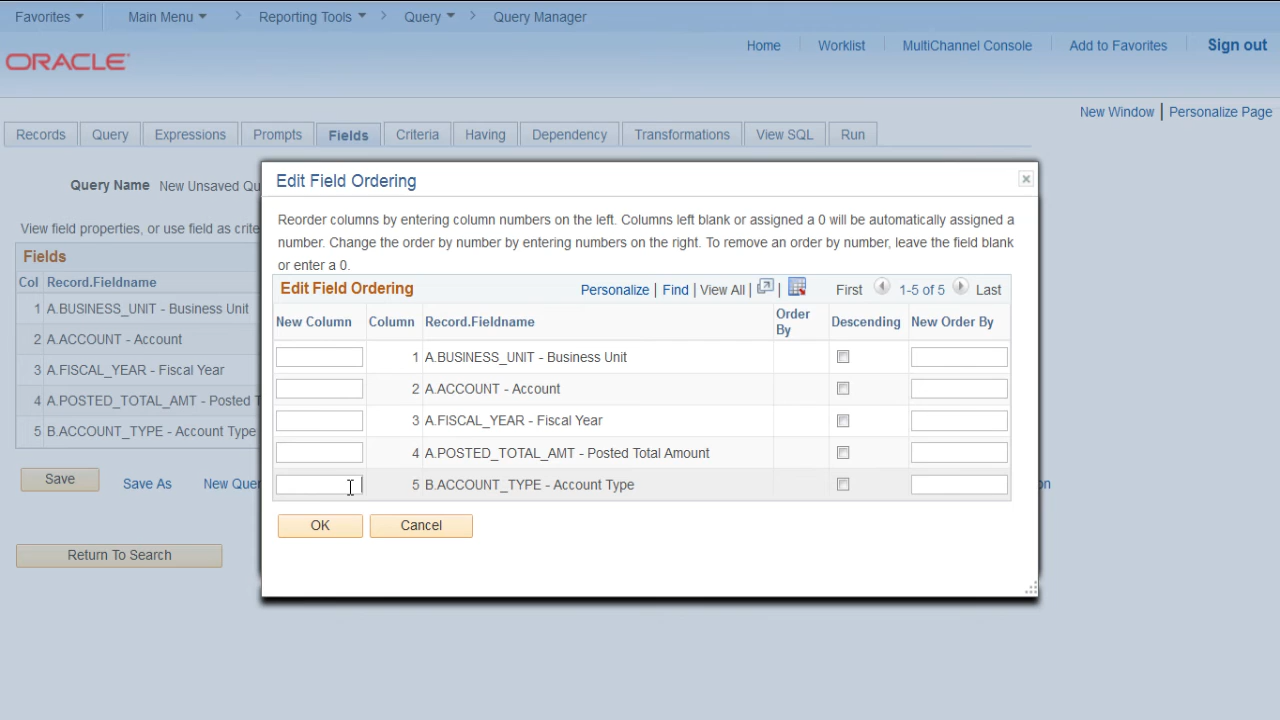 Favorites Main Menu > Reporting Tools > Query > Query Manager
Home Worklist MultiChannel Console Add to Favorites Sign out
ORACLE
New Window | Personalize Page
Records Query Expressions Prompts Fields Criteria Having Dependency Transformations View SQL Run
Query Name New Unsaved Qu
View field properties, or use field as crite
Fields
Col Record.Fieldname
1 A.BUSINESS_UNIT - Business Unit
2 A.ACCOUNT - Account
3 A.FISCAL_YEAR - Fiscal Year
4 A.POSTED_TOTAL_AMT - Posted T
5 B.ACCOUNT_TYPE - Account Type
Save Save As New Quer on
Return To Search
Edit Field Ordering
Reorder columns by entering column numbers on the left. Columns left blank or assigned a 0 will be automatically assigned a
number. Change the order by number by entering numbers on the right. To remove an order by number, leave the field blank
or enter a 0.
Edit Field Ordering Personalize | Find | View All | | First 1-5 of 5 Last
New Column Column Record.Fieldname Order By Descending New Order By
1 A.BUSINESS_UNIT - Business Unit
2 A.ACCOUNT - Account
3 A.FISCAL_YEAR - Fiscal Year
4 A.POSTED_TOTAL_AMT - Posted Total Amount
5 B.ACCOUNT_TYPE - Account Type
OK Cancel